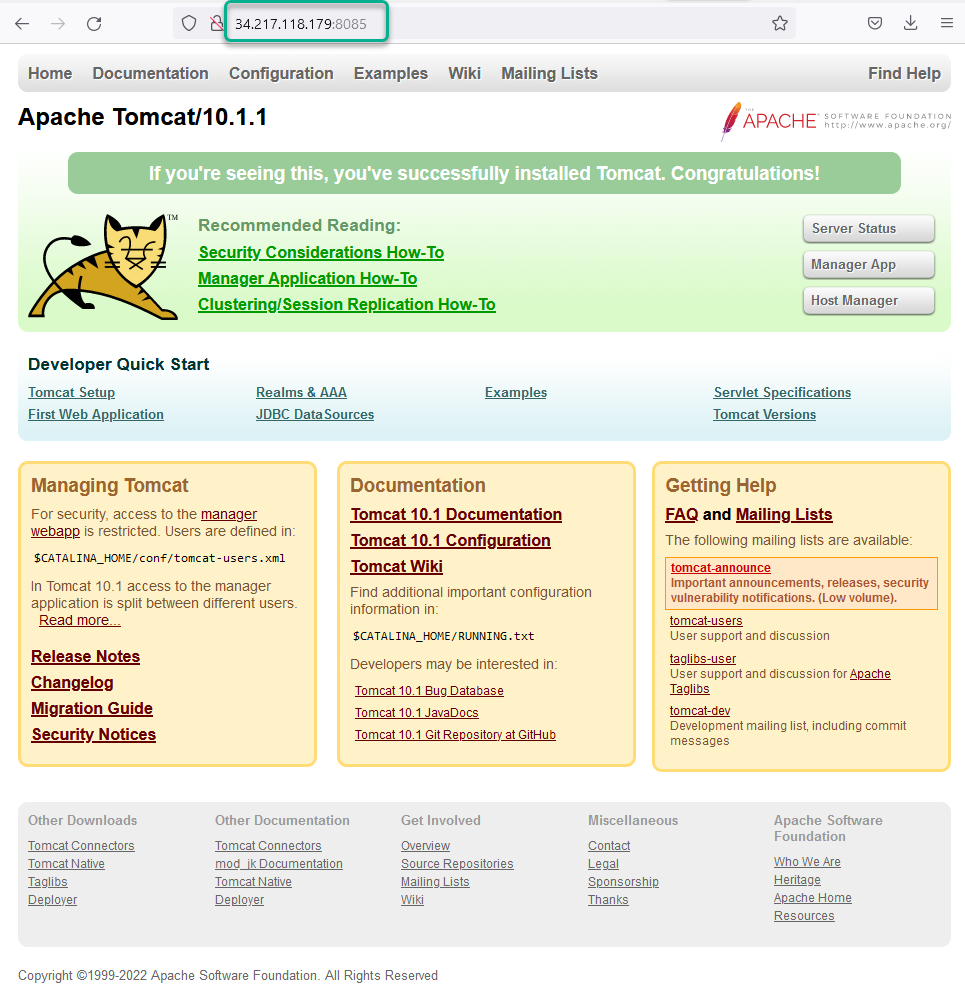 34.217.118.179:8085
Home Documentation Configuration Examples Wiki Mailing Lists Find Help
Apache Tomcat/10.1.1
THE APACHE SOFTWARE FOUNDATION
http://www.apache.org/
If you're seeing this, you've successfully installed Tomcat. Congratulations!
TM
Recommended Reading:
Security Considerations How-To
Manager Application How-To
Clustering/Session Replication How-To
Server Status
Manager App
Host Manager
Developer Quick Start
Tomcat Setup
First Web Application
Realms & AAA
JDBC DataSources
Examples
Servlet Specifications
Tomcat Versions
Managing Tomcat
For security, access to the manager
webapp is restricted. Users are defined in:
$CATALINA_HOME/conf/tomcat-users.xml
In Tomcat 10.1 access to the manager
application is split between different users.
Read more...
Release Notes
Changelog
Migration Guide
Security Notices
Documentation
Tomcat 10.1 Documentation
Tomcat 10.1 Configuration
Tomcat Wiki
Find additional important configuration
information in:
$CATALINA_HOME/RUNNING.txt
Developers may be interested in:
Tomcat 10.1 Bug Database
Tomcat 10.1 JavaDocs
Tomcat 10.1 Git Repository at GitHub
Getting Help
FAQ and Mailing Lists
The following mailing lists are available:
tomcat-announce
Important announcements, releases, security
vulnerability notifications. (Low volume).
tomcat-users
User support and discussion
taglibs-user
User support and discussion for Apache
Taglibs
tomcat-dev
Development mailing list, including commit
messages
Other Downloads
Tomcat Connectors
Tomcat Native
Taglibs
Deployer
Other Documentation
Tomcat Connectors
mod_jk Documentation
Tomcat Native
Deployer
Get Involved
Overview
Source Repositories
Mailing Lists
Wiki
Miscellaneous
Contact
Legal
Sponsorship
Thanks
Apache Software
Foundation
Who We Are
Heritage
Apache Home
Resources
Copyright ©1999-2022 Apache Software Foundation. All Rights Reserved